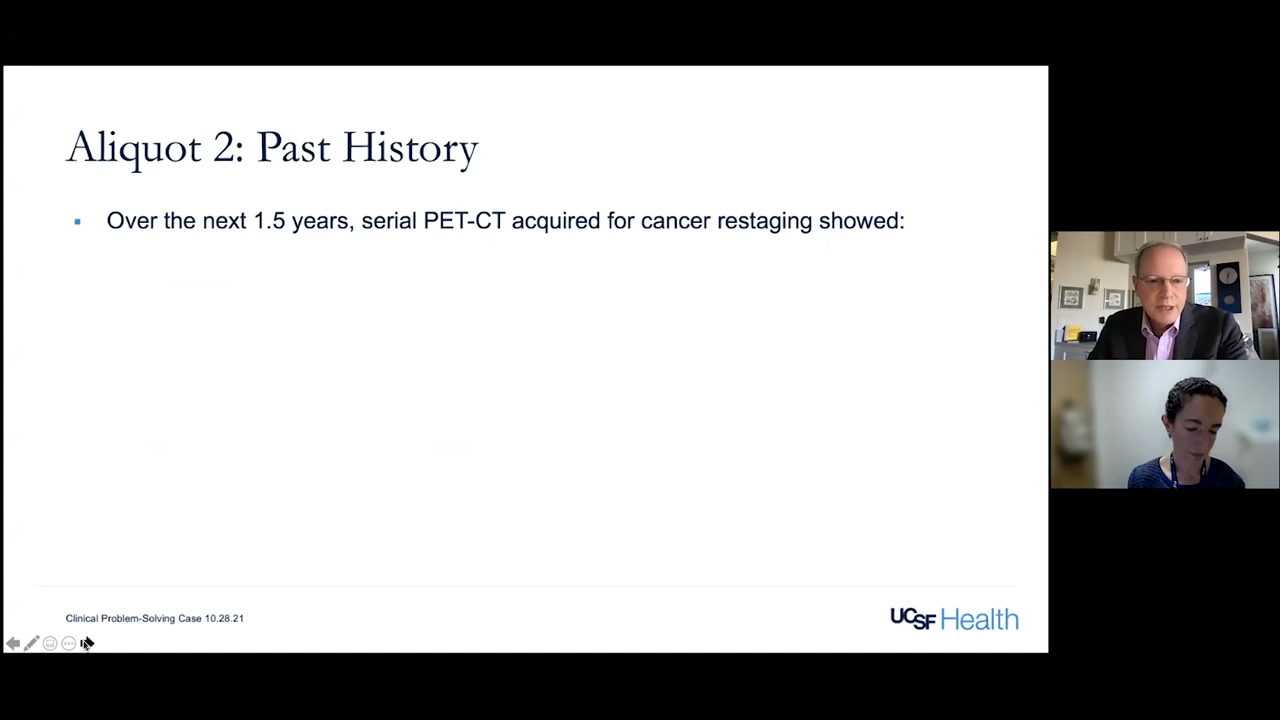 Aliquot 2: Past History
Over the next 1.5 years, serial PET-CT acquired for cancer restaging showed:
Clinical Problem-Solving Case 10.28.21
UCSF Health